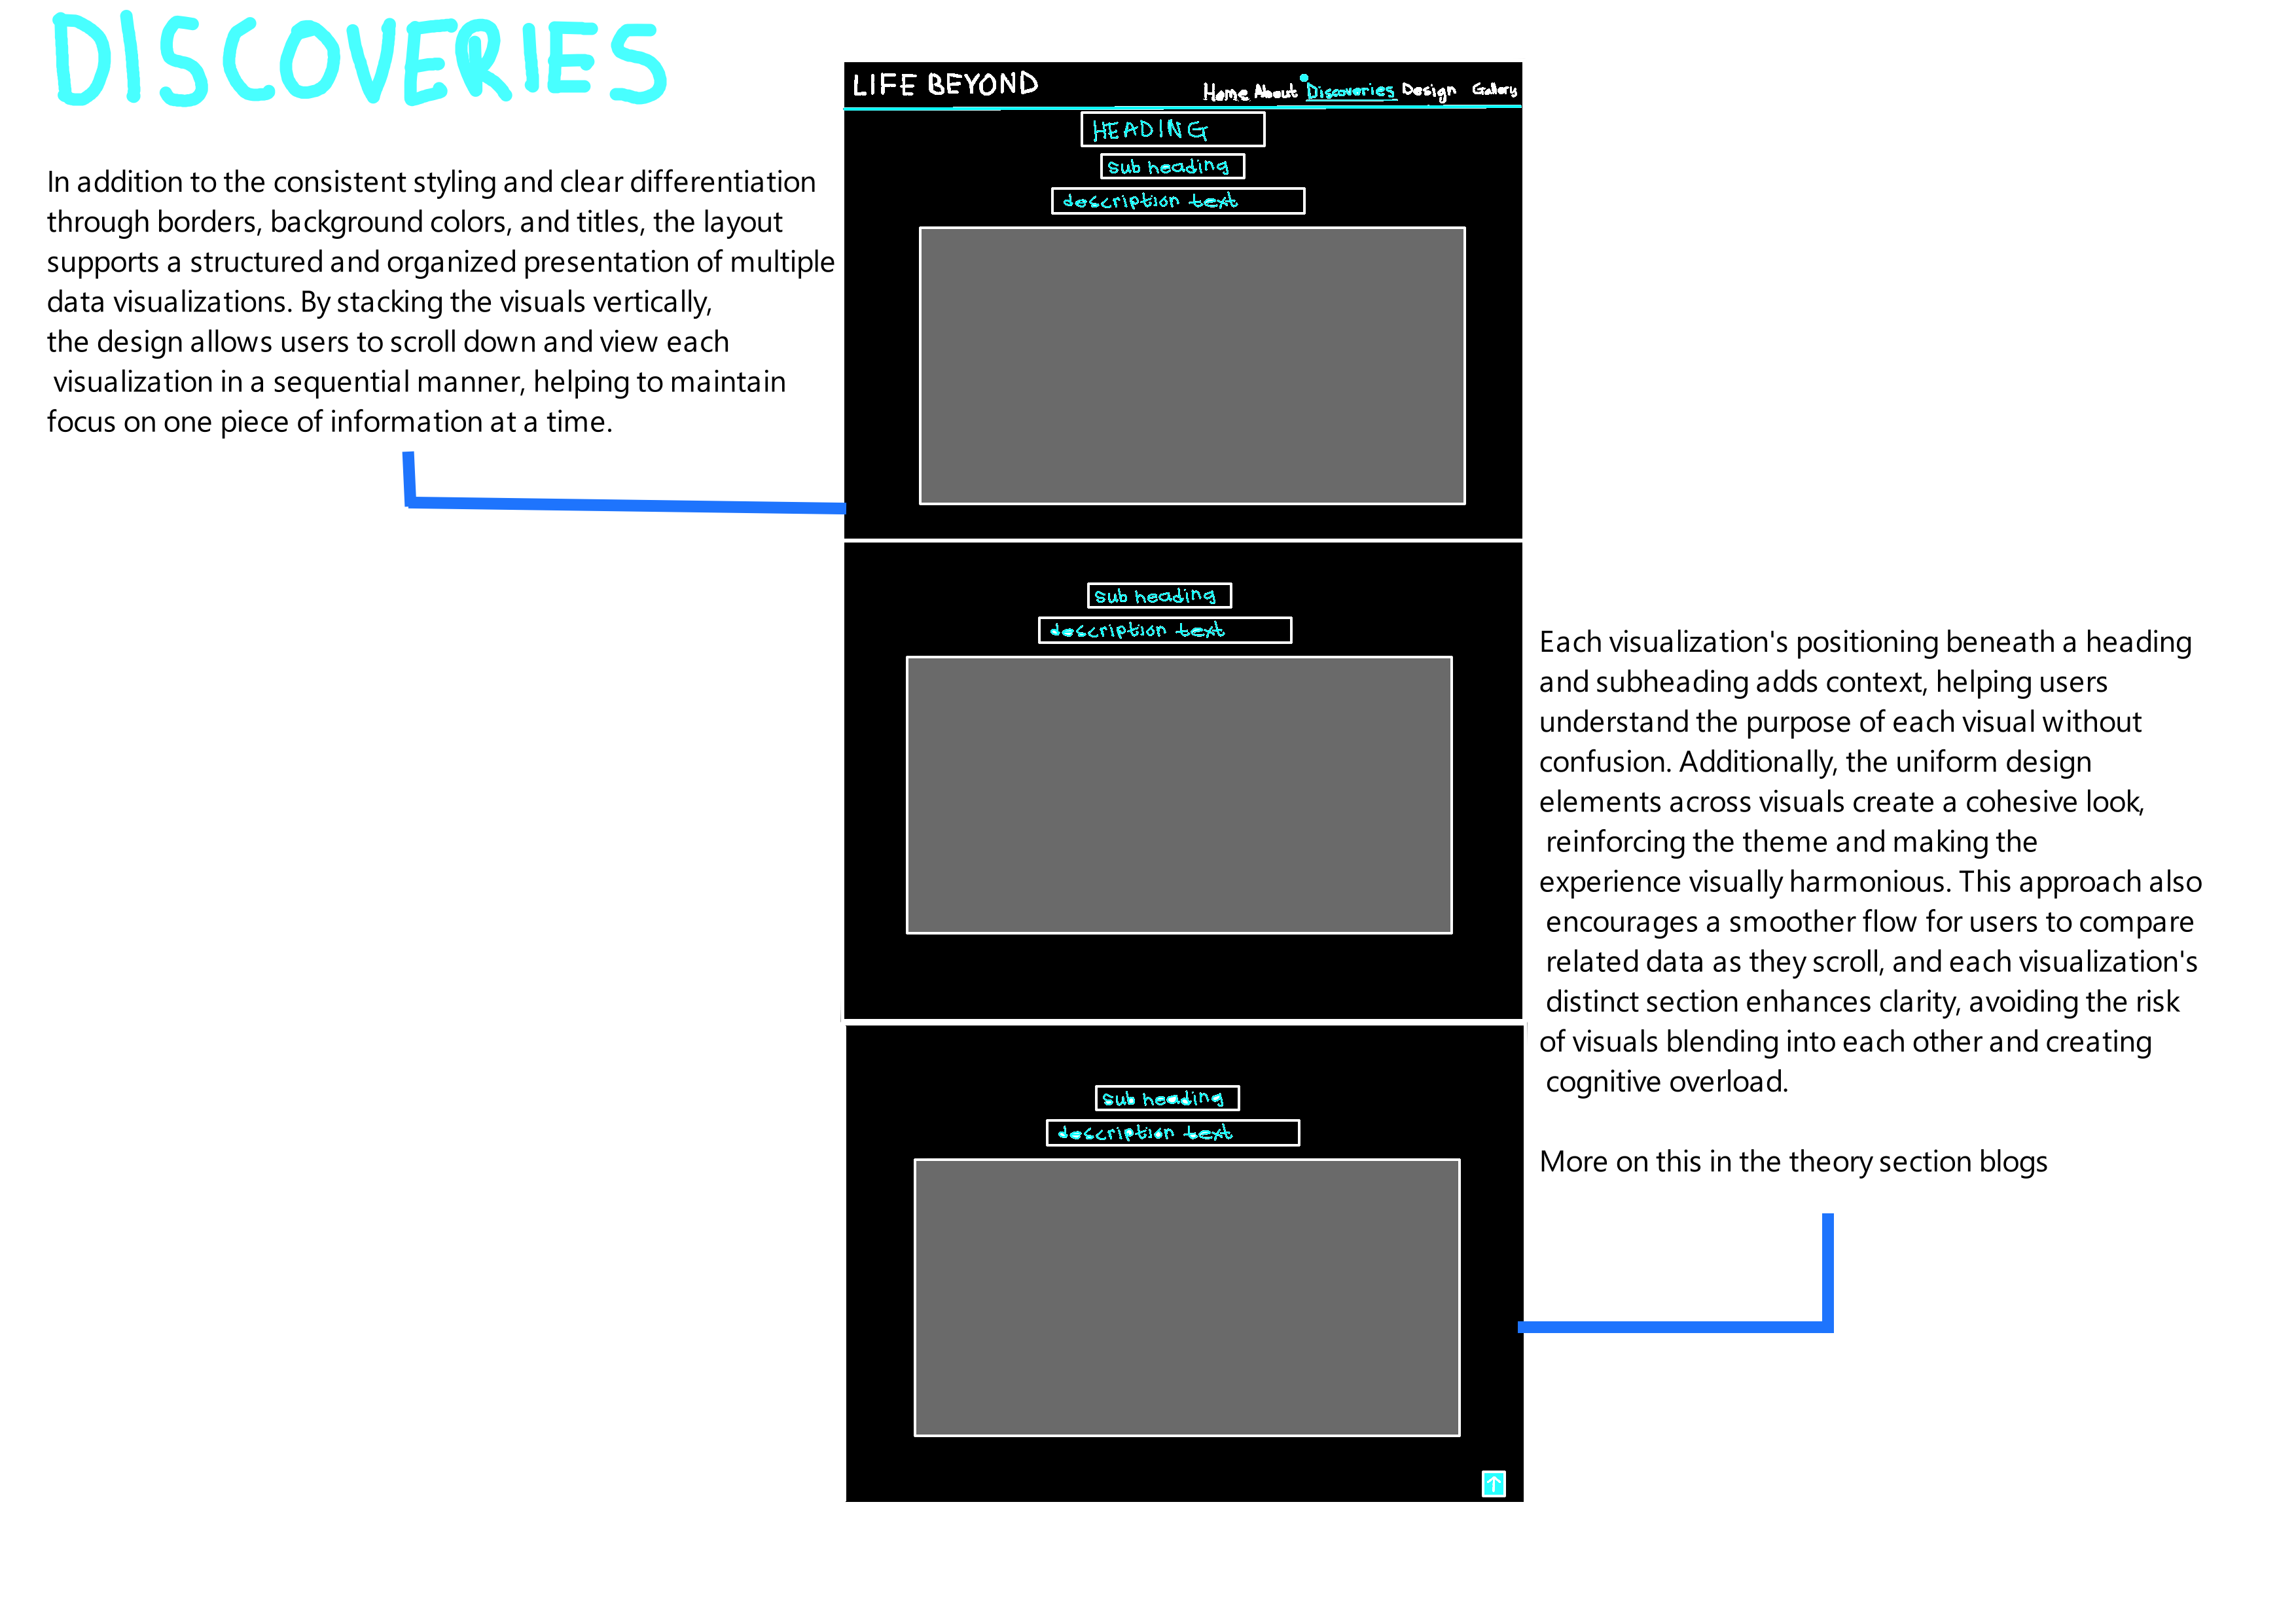 DISCOVERIES
In addition to the consistent styling and clear differentiation
through borders, background colors, and titles, the layout
supports a structured and organized presentation of multiple
data visualizations. By stacking the visuals vertically,
the design allows users to scroll down and view each
visualization in a sequential manner, helping to maintain
focus on one piece of information at a time.
LIFE BEYOND
Home About Discoveries Design Gallery
HEADING
sub heading
description text
sub heading
description text
Each visualization's positioning beneath a heading
and subheading adds context, helping users
understand the purpose of each visual without
confusion. Additionally, the uniform design
elements across visuals create a cohesive look,
reinforcing the theme and making the
experience visually harmonious. This approach also
encourages a smoother flow for users to compare
related data as they scroll, and each visualization's
distinct section enhances clarity, avoiding the risk
of visuals blending into each other and creating
cognitive overload.
More on this in the theory section blogs
sub heading
description text